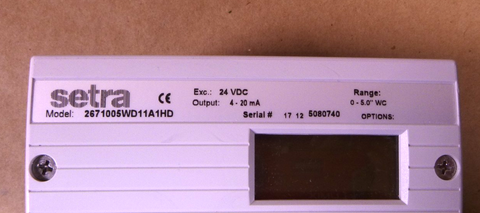 setra CE Exc.: 24 VDC Range:
Output: 4 - 20 mA 0 - 5.0" WC
Model: 2671005WD11A1HD Serial # 17 12 5080740 OPTIONS: